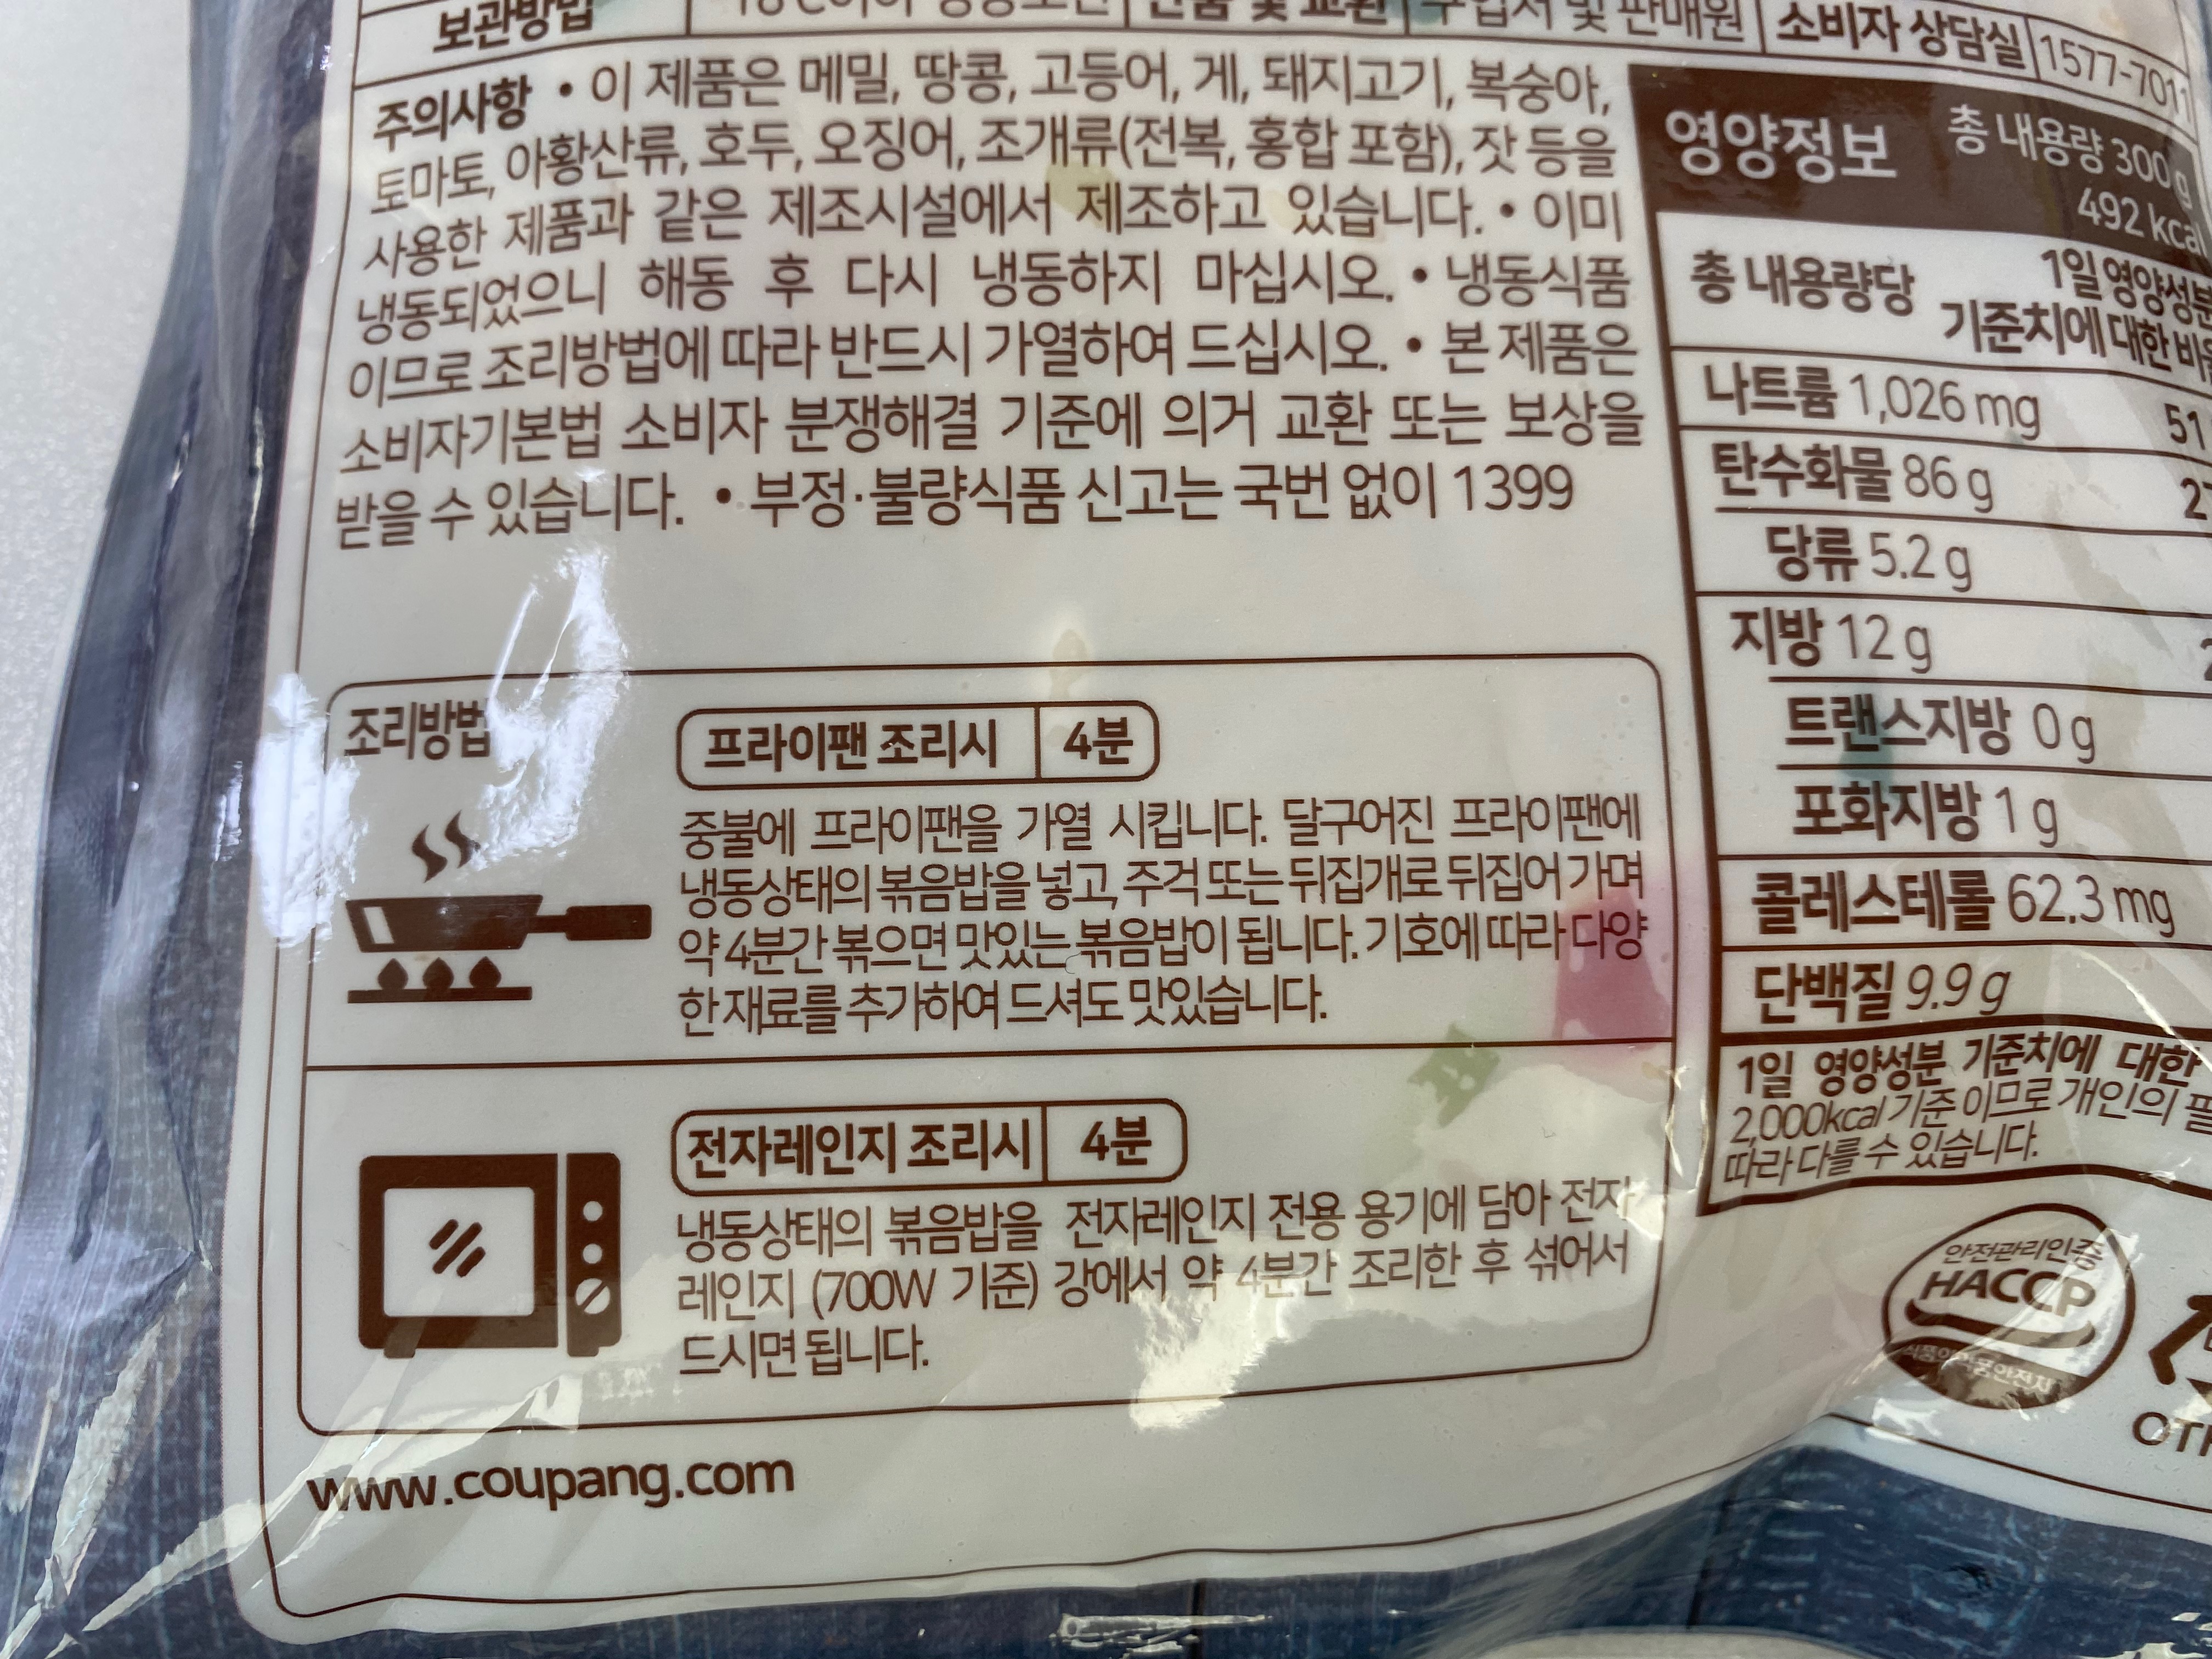 보관방법
소비자 상담실 1577-7011
주의사항 • 이 제품은 메밀, 땅콩, 고등어, 게, 돼지고기, 복숭아,
토마토, 아황산류, 호두, 오징어, 조개류(전복, 홍합 포함), 잣 등을
사용한 제품과 같은 제조시설에서 제조하고 있습니다. • 이미
냉동되었으니 해동 후 다시 냉동하지 마십시오. • 냉동식품
이므로 조리방법에 따라 반드시 가열하여 드십시오. • 본 제품은
소비자기본법 소비자 분쟁해결 기준에 의거 교환 또는 보상을
받을 수 있습니다. • 부정·불량식품 신고는 국번 없이 1399
조리방법
프라이팬 조리시 4분
중불에 프라이팬을 가열 시킵니다. 달구어진 프라이팬에
냉동상태의 볶음밥을 넣고, 주걱 또는 뒤집개로 뒤집어 가며
약 4분간 볶으면 맛있는 볶음밥이 됩니다. 기호에 따라 다양
한 재료를 추가하여 드셔도 맛있습니다.
전자레인지 조리시 4분
냉동상태의 볶음밥을 전자레인지 전용 용기에 담아 전자
레인지 (700W 기준) 강에서 약 4분간 조리한 후 섞어서
드시면 됩니다.
www.coupang.com
영양정보 총 내용량 300g
492 kcal
총 내용량당 1일 영양성분
기준치에 대한
나트륨 1,026 mg 51
탄수화물 86 g
당류 5.2 g
지방 12 g
트랜스지방 0 g
포화지방 1 g
콜레스테롤 62.3 mg
단백질 9.9 g
1일 영양성분 기준치에 대한
2,000kcal 기준이므로 개인의
따라 다를 수 있습니다.
안전관리인증
HACCP